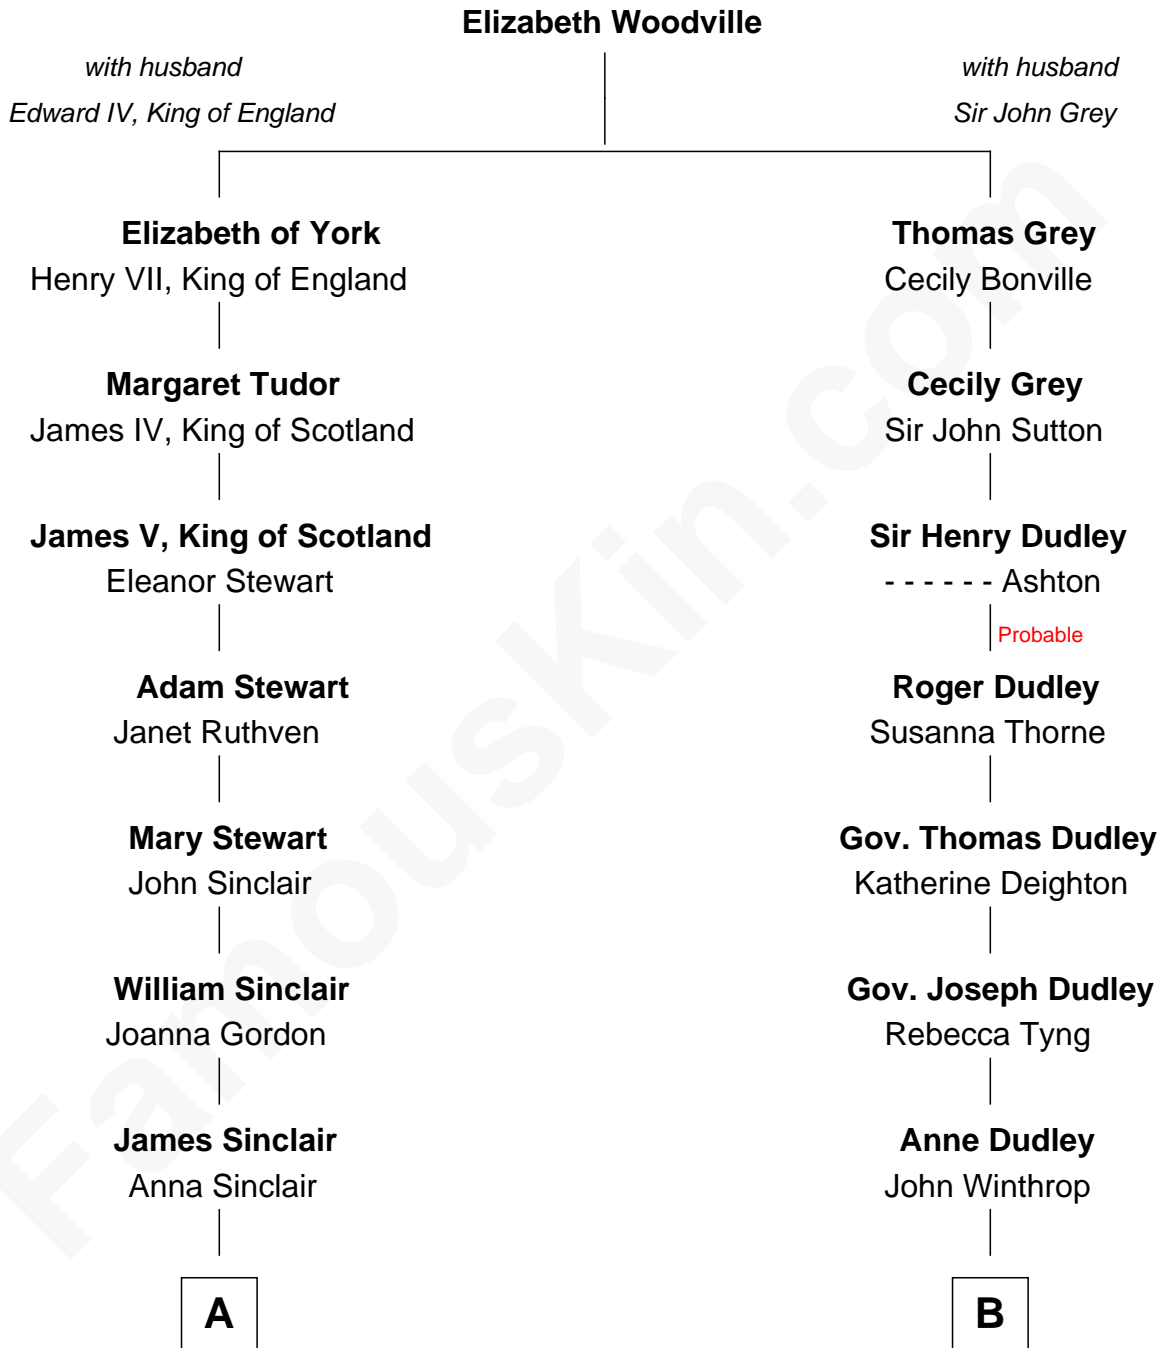 Elizabeth Woodville
with husband
Edward IV, King of England
with husband
Sir John Grey
Elizabeth of York
Henry VII, King of England
Thomas Grey
Cecily Bonville
Margaret Tudor
James IV, King of Scotland
Cecily Grey
Sir John Sutton
James V, King of Scotland
Eleanor Stewart
Sir Henry Dudley
- - - - - - Ashton
Probable
Adam Stewart
Janet Ruthven
Roger Dudley
Susanna Thorne
Mary Stewart
John Sinclair
Gov. Thomas Dudley
Katherine Deighton
William Sinclair
Joanna Gordon
Gov. Joseph Dudley
Rebecca Tyng
James Sinclair
Anna Sinclair
Anne Dudley
John Winthrop
A
B
FamousKin.com